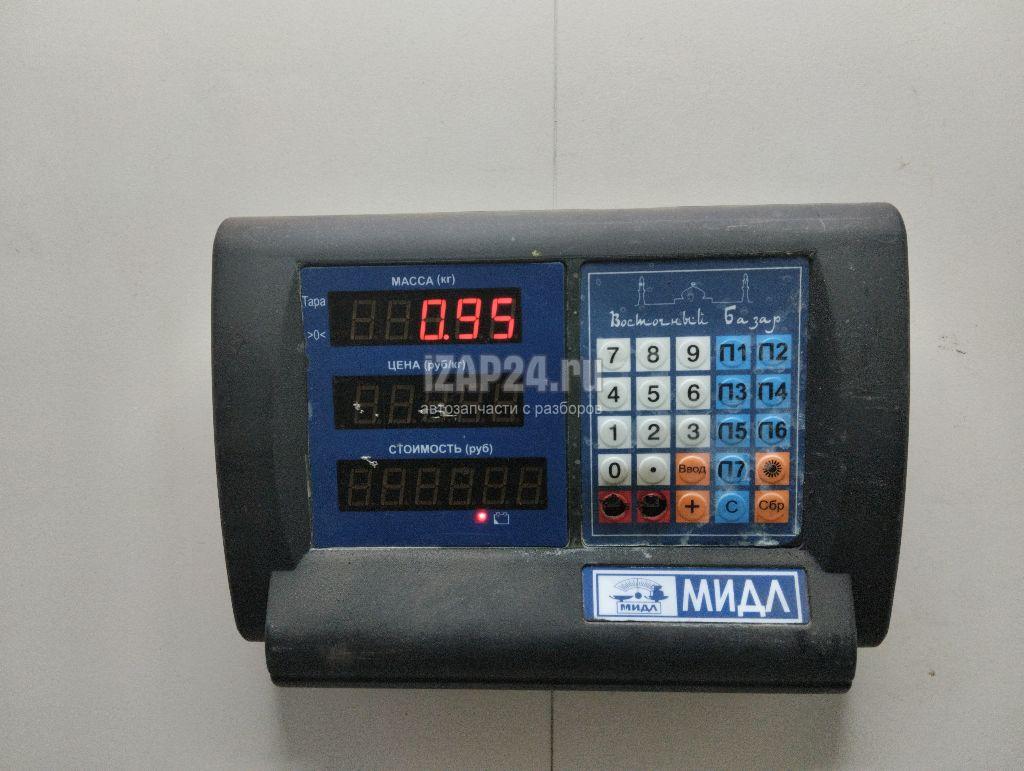 МАССА (кг)
Тара
0.95
>0<
ЦЕНА (руб/кг)
iZAP24.ru
автозапчасти с разборов
СТОИМОСТЬ (руб)
Восточный Базар
7 8 9 П1 П2
4 5 6 П3 П4
1 2 3 П5 П6
0 • Ввод П7
+ С Сбр
МИДЛ МИДЛ